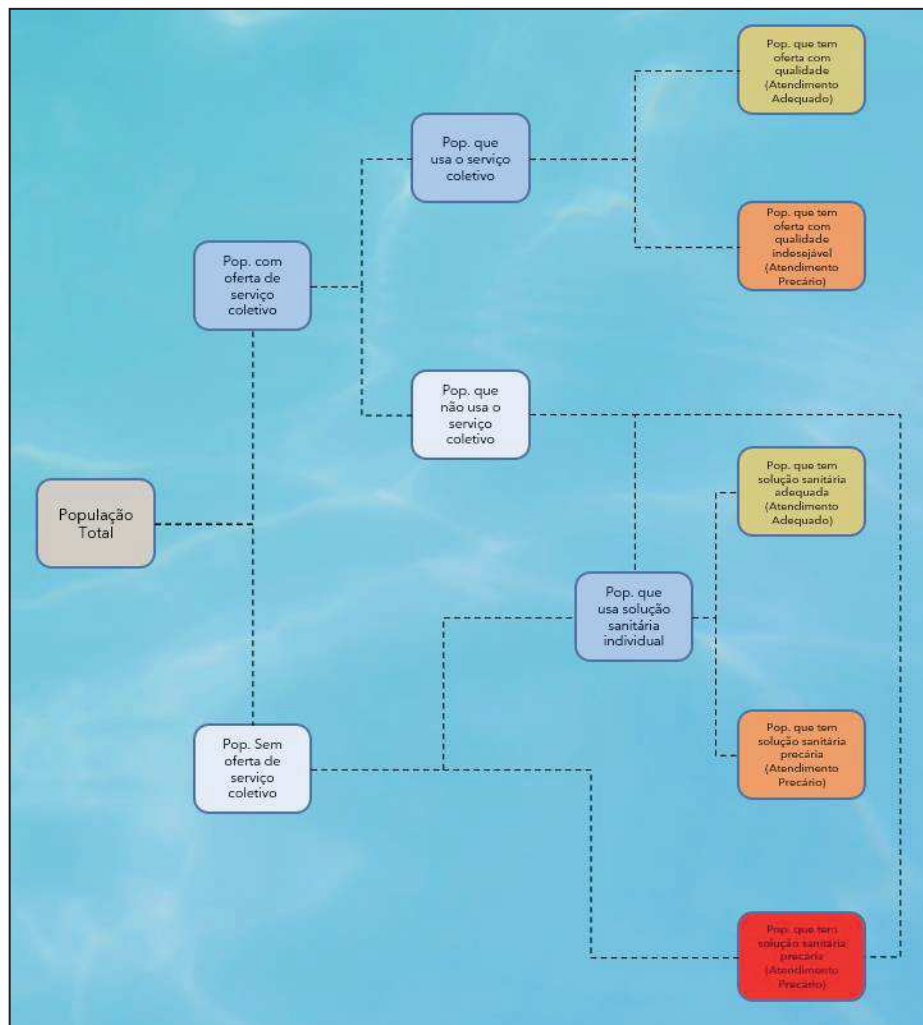 Pop. que tem
oferta com
qualidade
(Atendimento
Adequado)
Pop. que
usa o serviço
coletivo
Pop. que tem
oferta com
qualidade
indesejável
(Atendimento
Precário)
Pop. com
oferta de
serviço
coletivo
Pop. que
não usa o
serviço
coletivo
Pop. que tem
solução sanitária
adequada
(Atendimento
Adequado)
População
Total
Pop. que
usa solução
sanitária
individual
Pop. Sem
oferta de
serviço
coletivo
Pop. que tem
solução sanitária
precária
(Atendimento
Precário)
Pop. que tem
solução sanitária
precária
(Atendimento
Precário)